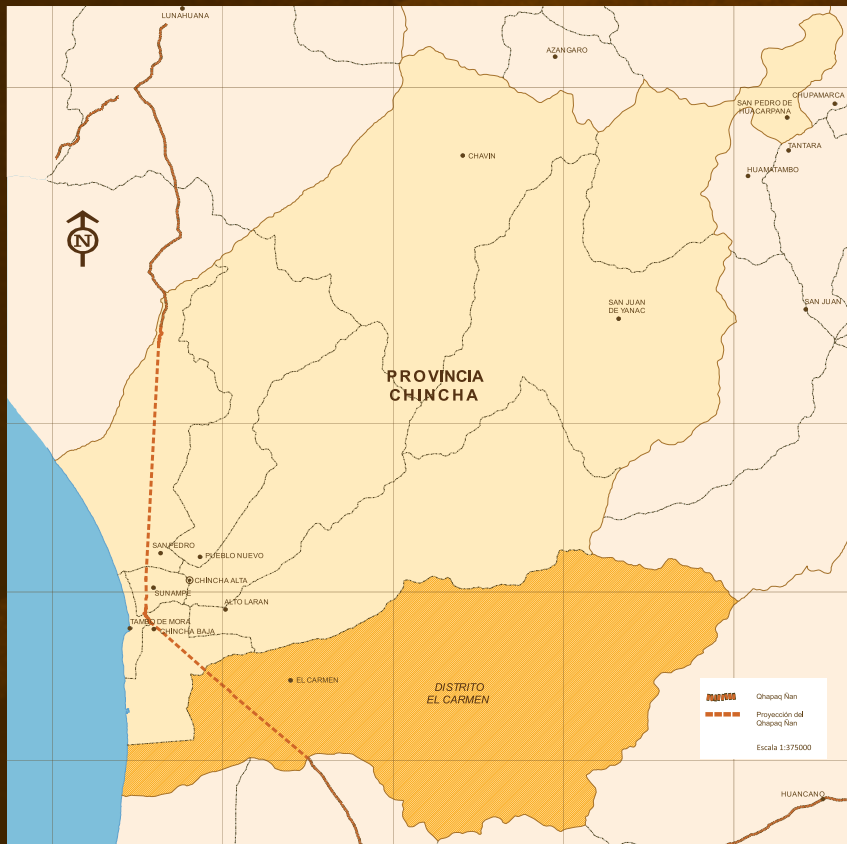 LUNAHUANA
AZANGARO
CHUPAMARCA
SAN PEDRO DE
HUACARPANA
TANTARA
CHAVIN
HUAMATAMBO
N
SAN JUAN
DE YANAC
SAN JUAN
PROVINCIA
CHINCHA
SAN PEDRO
PUEBLO NUEVO
CHINCHA ALTA
SUNAMPE
ALTO LARAN
TAMBO DE MORA
CHINCHA BAJA
EL CARMEN
DISTRITO
EL CARMEN
Qhapaq Ñan
Proyección del
Qhapaq Ñan
Escala 1:375000
HUANCANO